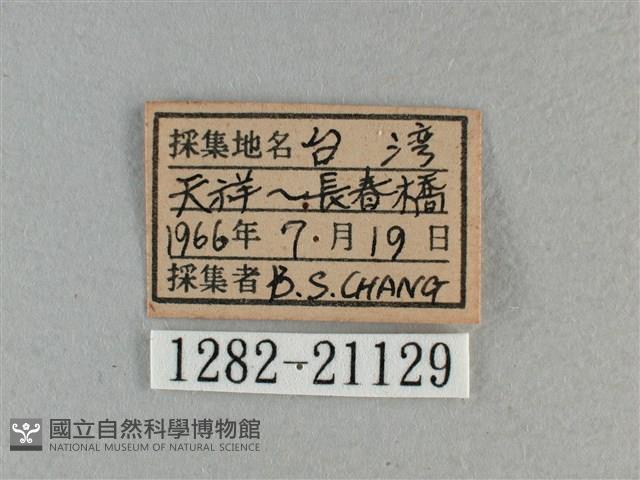 採集地名 台 湾
天祥～長春橋
1966年 7.月19日
採集者 B.S.CHANG
1282-21129
國立自然科學博物館
NATIONAL MUSEUM OF NATURAL SCIENCE